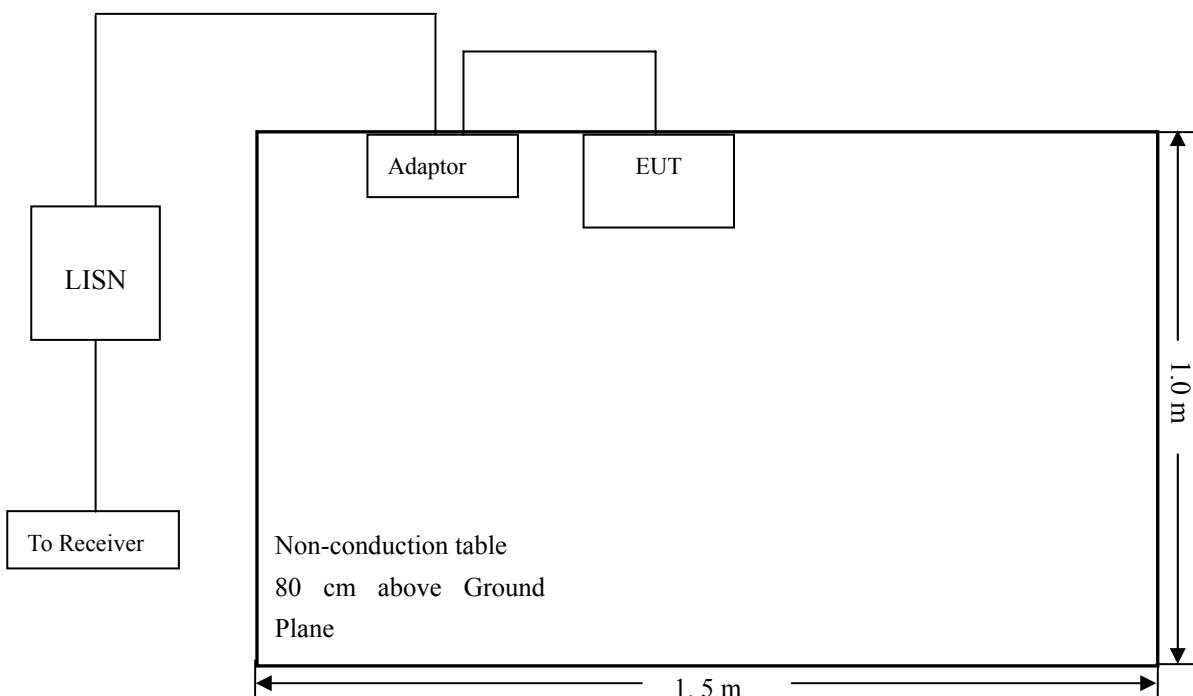 Adaptor
EUT
LISN
1.0 m
To Receiver
Non-conduction table
80 cm above Ground
Plane
1. 5 m